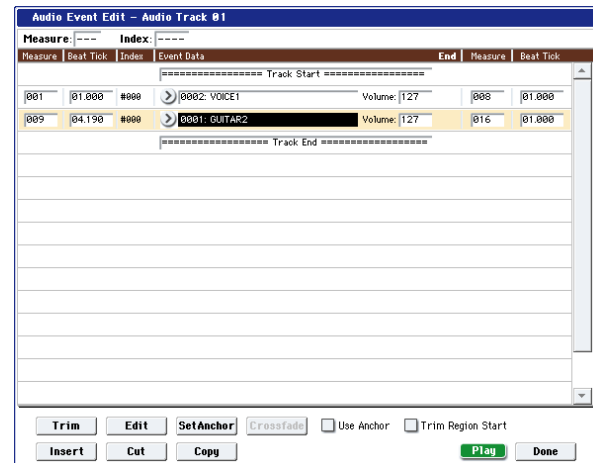 Audio Event Edit – Audio Track 01
Measure: --- Index: ----
Measure Beat Tick Index Event Data End Measure Beat Tick
================= Track Start =================
001 01.000 #000 0002: VOICE1 Volume: 127 008 01.000
009 04.190 #000 0001: GUITAR2 Volume: 127 016 01.000
================== Track End ==================
Trim Edit SetAnchor Crossfade Use Anchor Trim Region Start
Insert Cut Copy Play Done